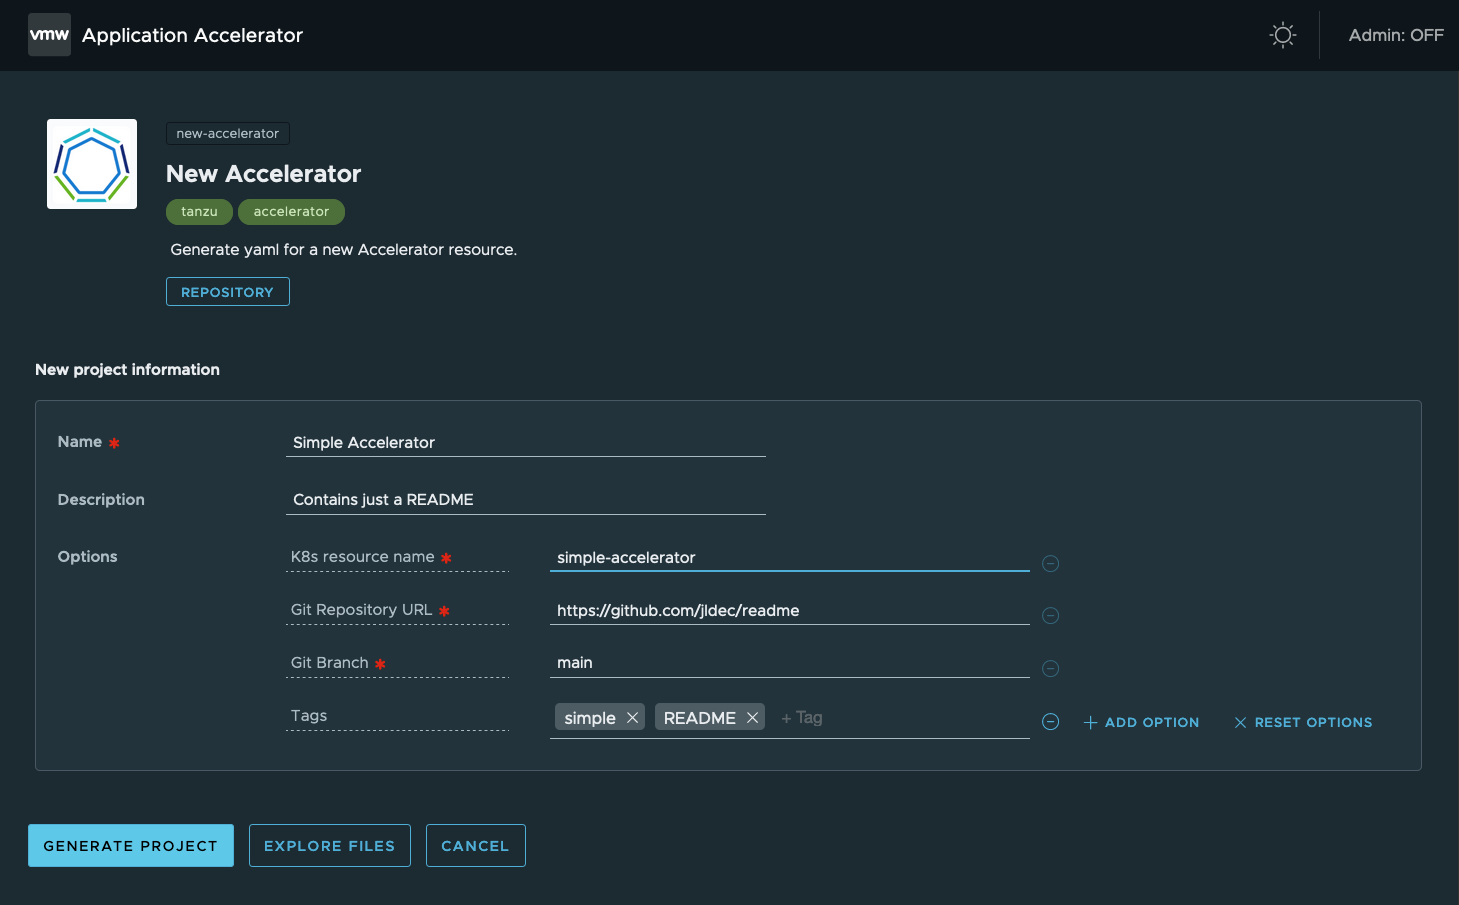 vmw Application Accelerator Admin: OFF
new-accelerator
New Accelerator
tanzu accelerator
Generate yaml for a new Accelerator resource.
REPOSITORY
New project information
Name * Simple Accelerator
Description Contains just a README
Options K8s resource name * simple-accelerator
Git Repository URL * https://github.com/jldec/readme
Git Branch * main
Tags simple × README × + Tag + ADD OPTION × RESET OPTIONS
GENERATE PROJECT EXPLORE FILES CANCEL